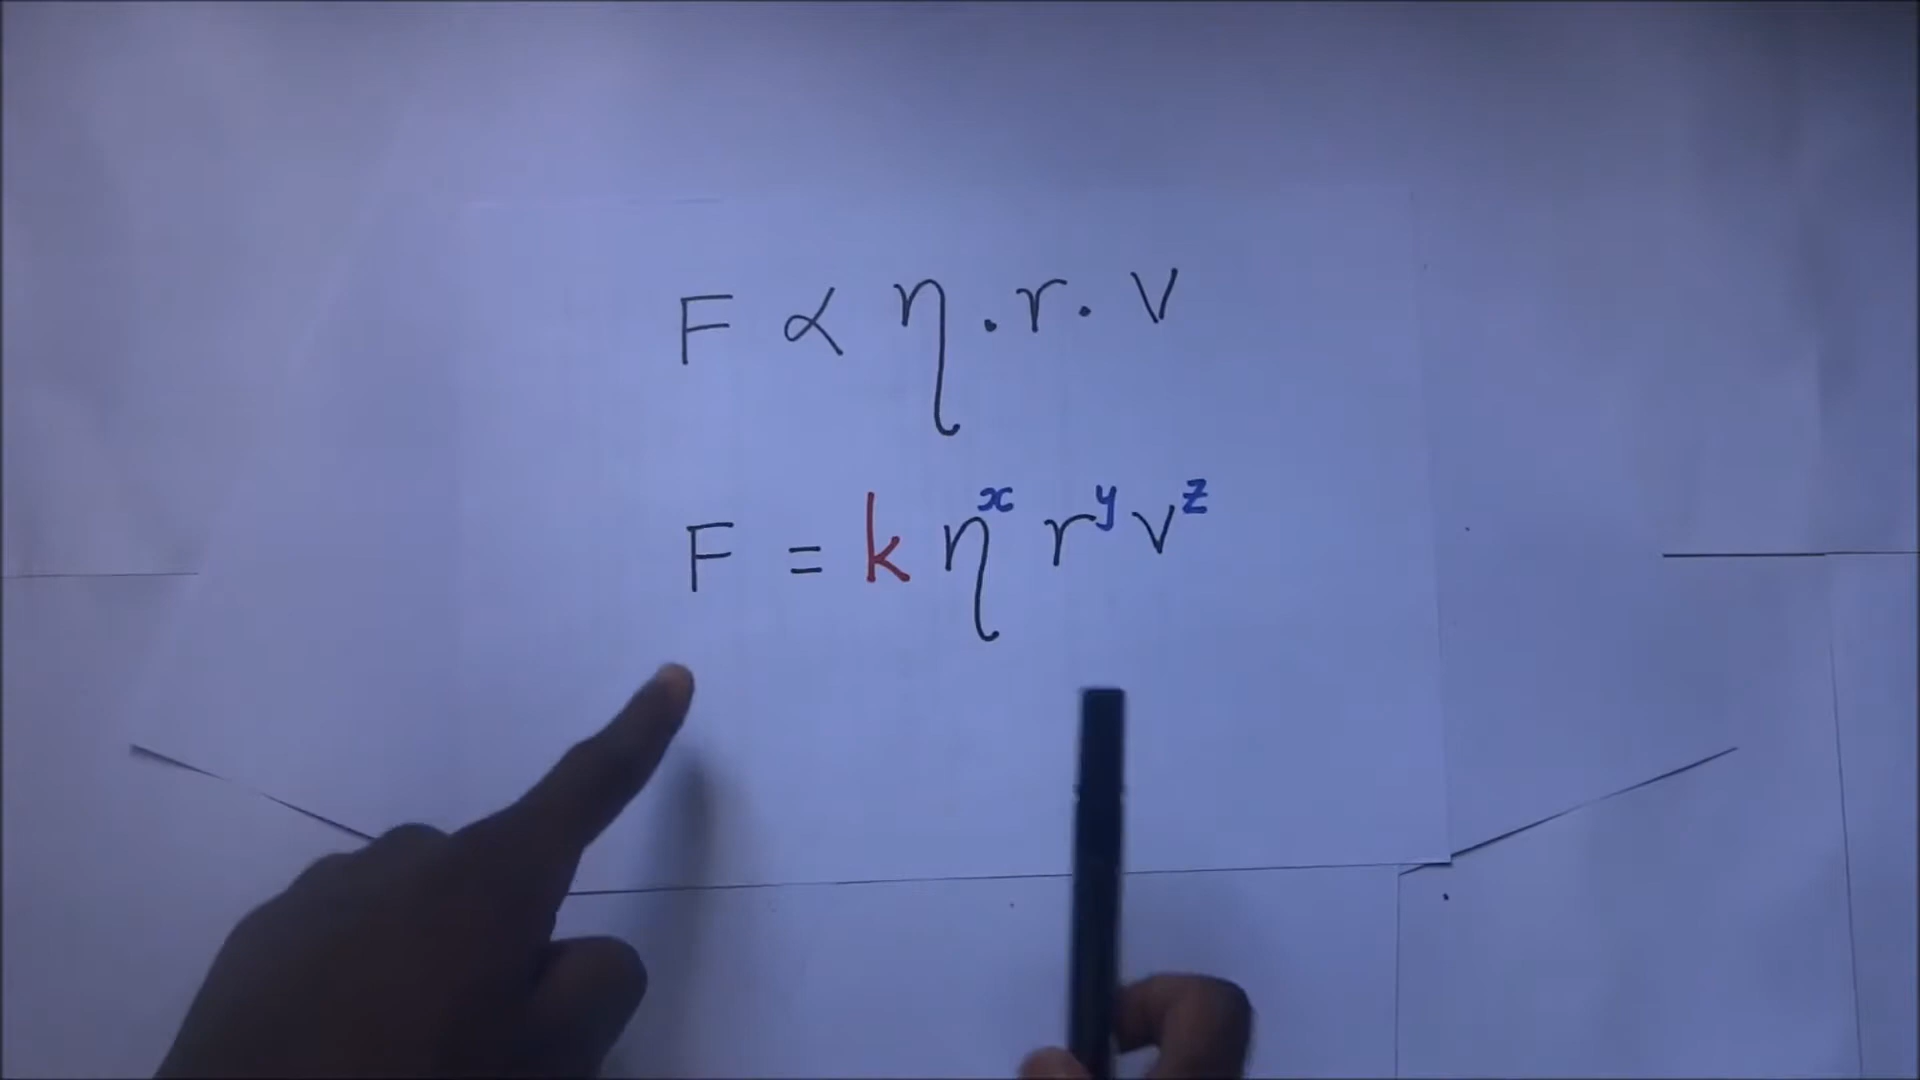 F ∝ η . r . v
F = k η^x r^y v^z